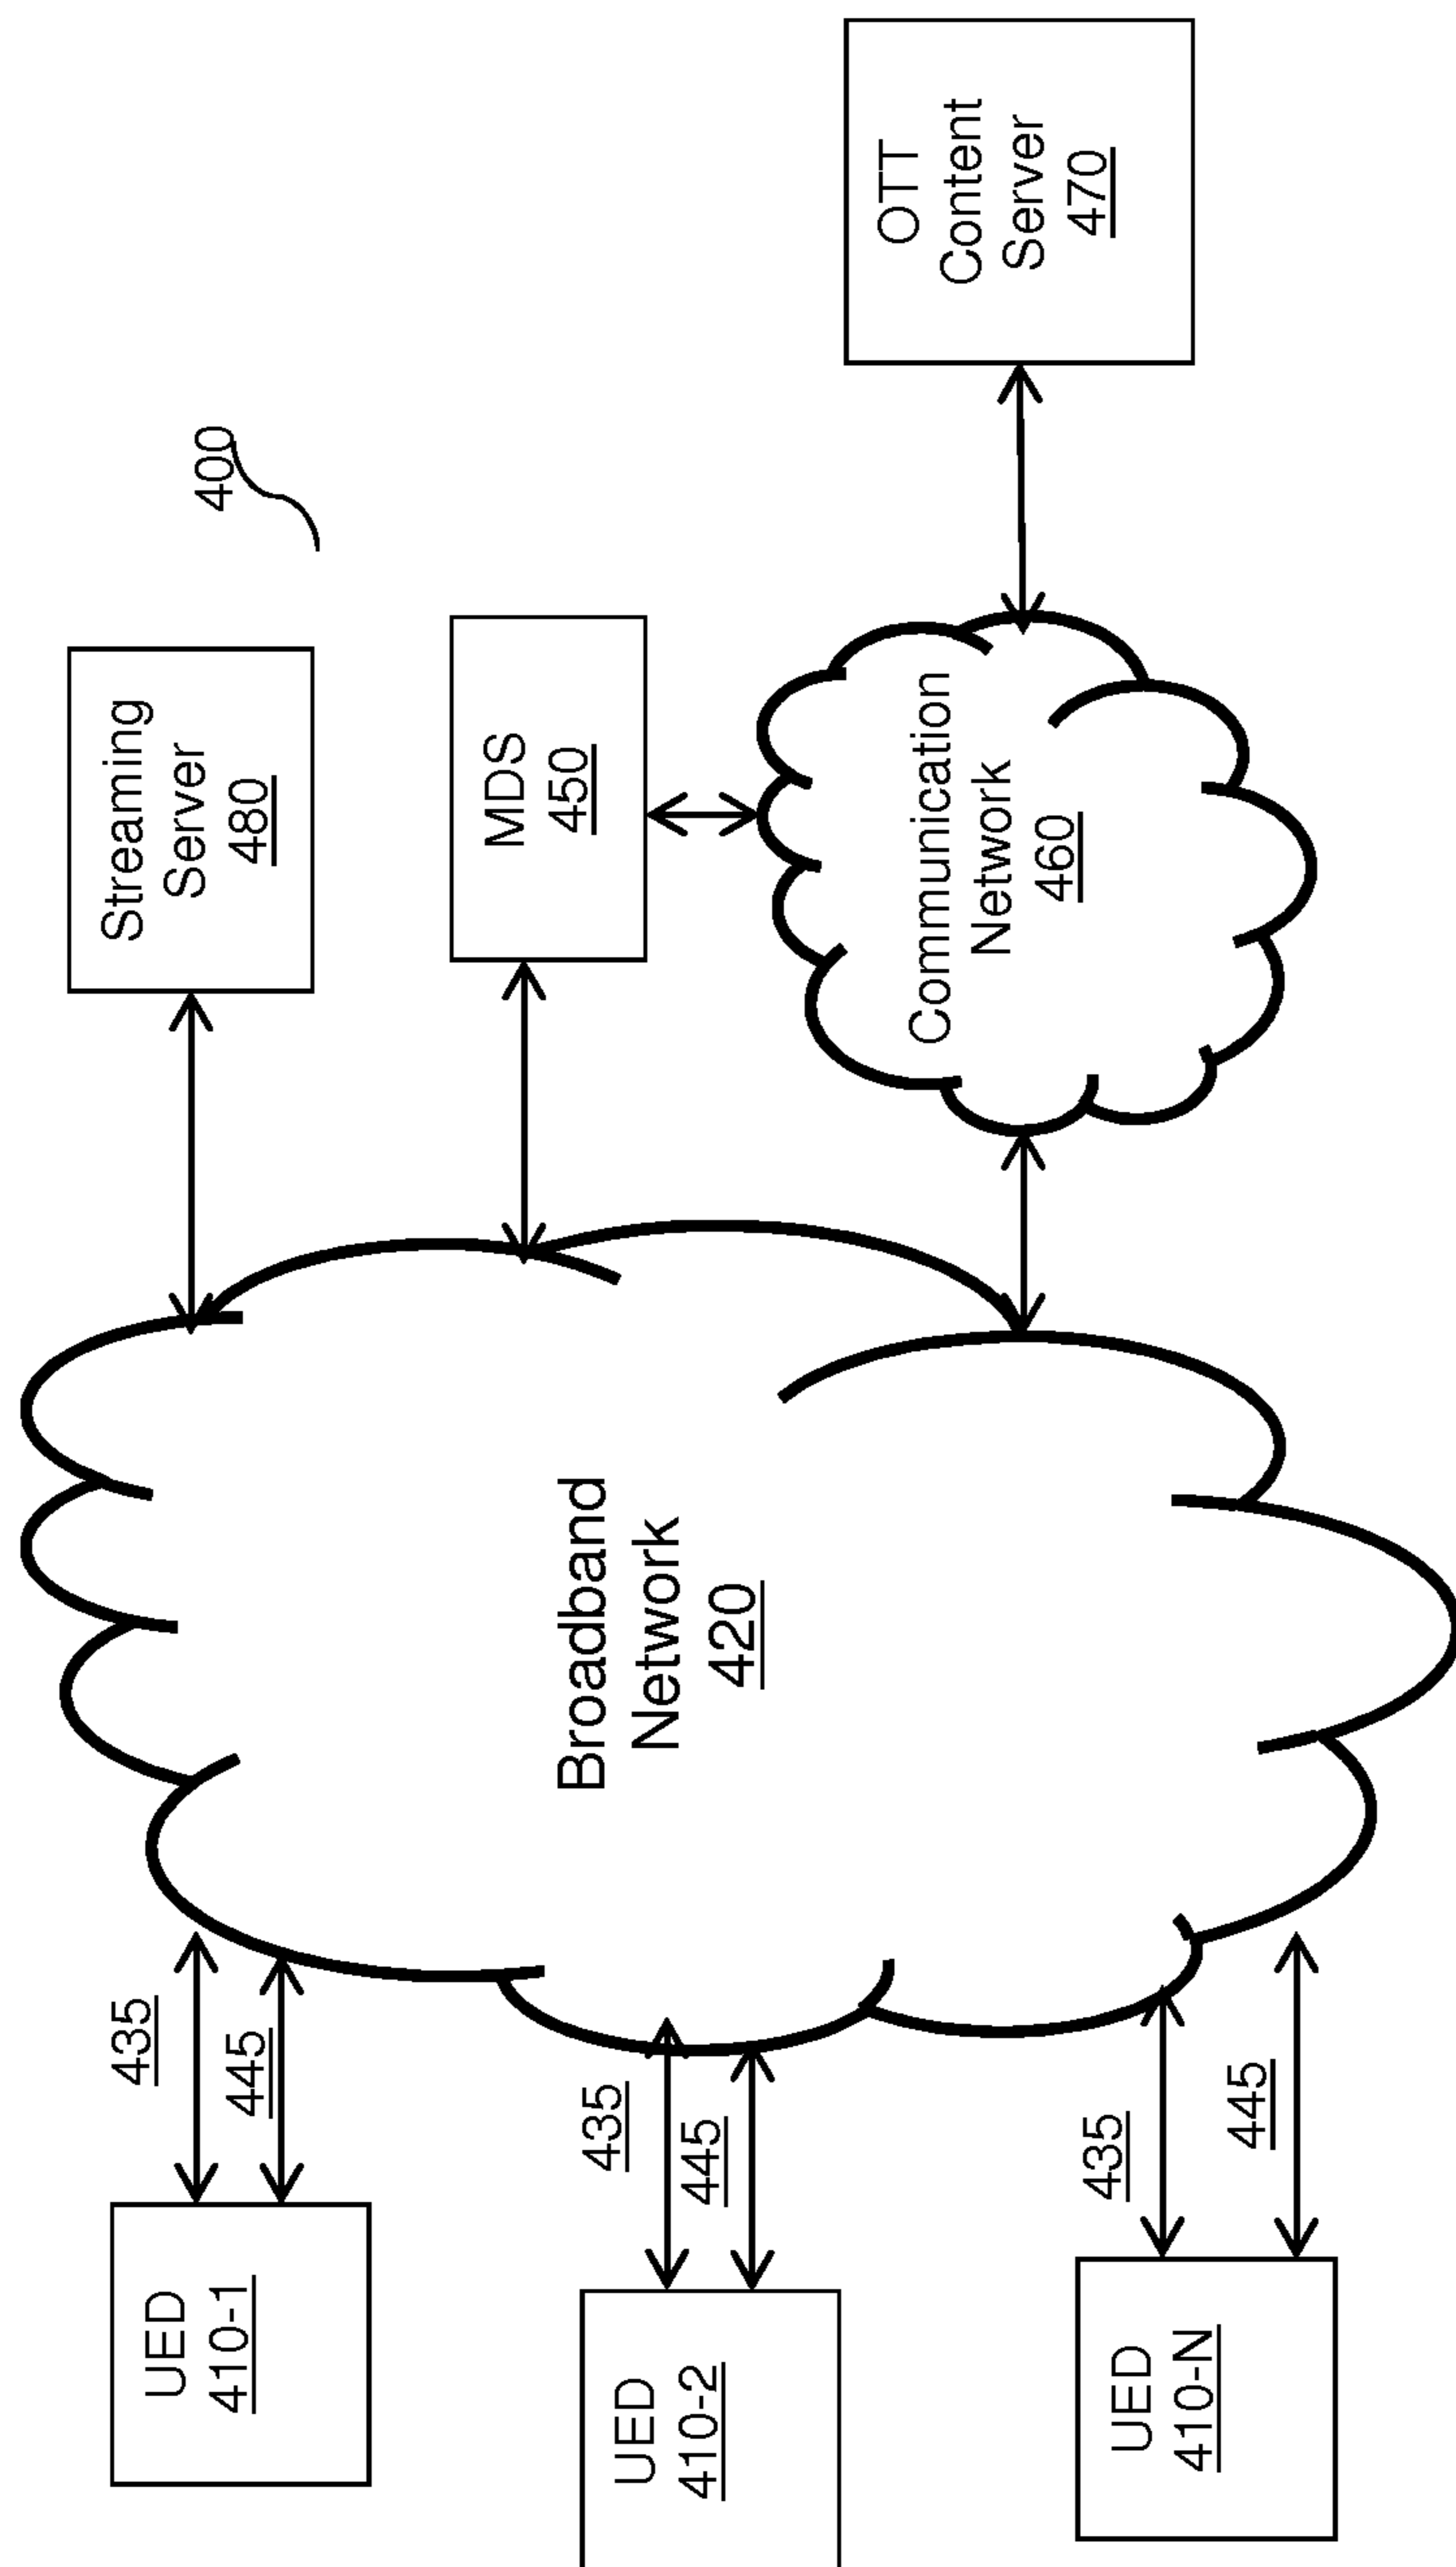 400
UED
410-1
435
445
Streaming
Server
480
UED
410-2
435
445
Broadband
Network
420
MDS
450
UED
410-N
435
445
Communication
Network
460
OTT
Content
Server
470